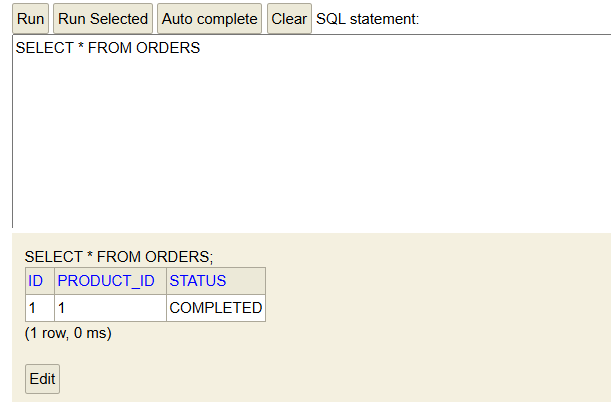 Run Run Selected Auto complete Clear SQL statement:
SELECT * FROM ORDERS
SELECT * FROM ORDERS;
ID PRODUCT_ID STATUS
1 1 COMPLETED
(1 row, 0 ms)
Edit